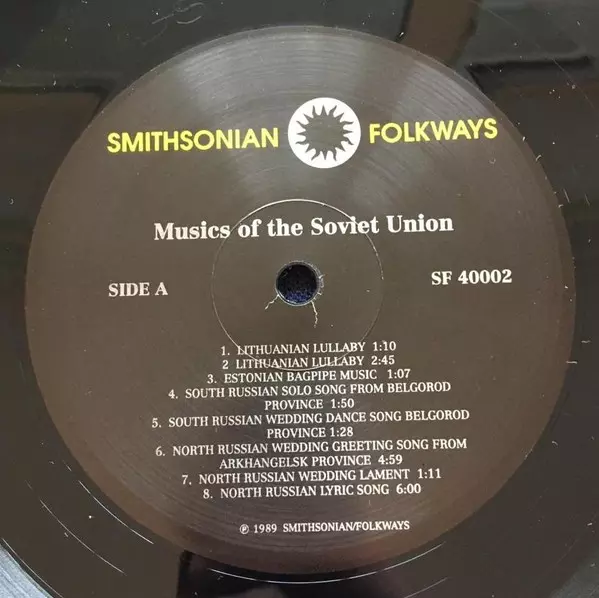 SMITHSONIAN FOLKWAYS
Musics of the Soviet Union
SIDE A SF 40002
1. LITHUANIAN LULLABY 1:10
2 LITHUANIAN LULLABY 2:45
3. ESTONIAN BAGPIPE MUSIC 1:07
4. SOUTH RUSSIAN SOLO SONG FROM BELGOROD
PROVINCE 1:50
5. SOUTH RUSSIAN WEDDING DANCE SONG BELGOROD
PROVINCE 1:28
6. NORTH RUSSIAN WEDDING GREETING SONG FROM
ARKHANGELSK PROVINCE 4:59
7. NORTH RUSSIAN WEDDING LAMENT 1:11
8. NORTH RUSSIAN LYRIC SONG 6:00
℗ 1989 SMITHSONIAN/FOLKWAYS